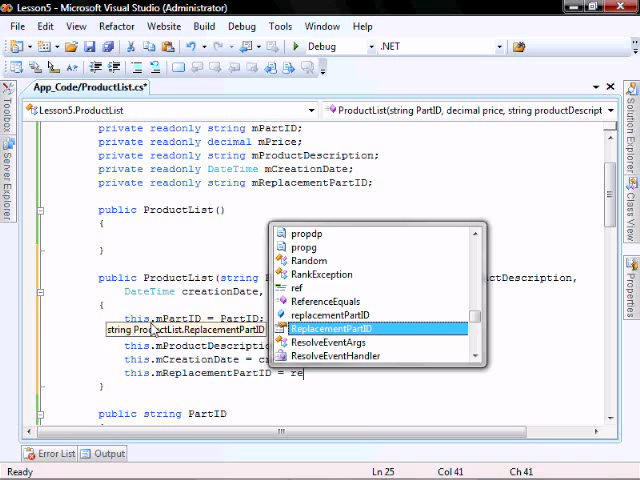 Lesson5 - Microsoft Visual Studio (Administrator)
File Edit View Refactor Website Build Debug Tools Window Help
Debug .NET
App_Code/ProductList.cs*
Lesson5.ProductList
ProductList(string PartID, decimal price, string productDescript
private readonly string mPartID;
private readonly decimal mPrice;
private readonly string mProductDescription;
private readonly DateTime mCreationDate;
private readonly string mReplacementPartID;
public ProductList()
{
}
public ProductList(string
ctDescription,
DateTime creationDate,
{
this.mPartID = PartID;
string ProductList.ReplacementPartID
this.mProductDescriptio
this.mCreationDate = c
this.mReplacementPartID = re
}
public string PartID
propdp
propg
Random
RankException
ref
ReferenceEquals
replacementPartID
ReplacementPartID
ResolveEventArgs
ResolveEventHandler
Toolbox
Server Explorer
Solution Explorer
Class View
Properties
Error List Output
Ready Ln 25 Col 41 Ch 41